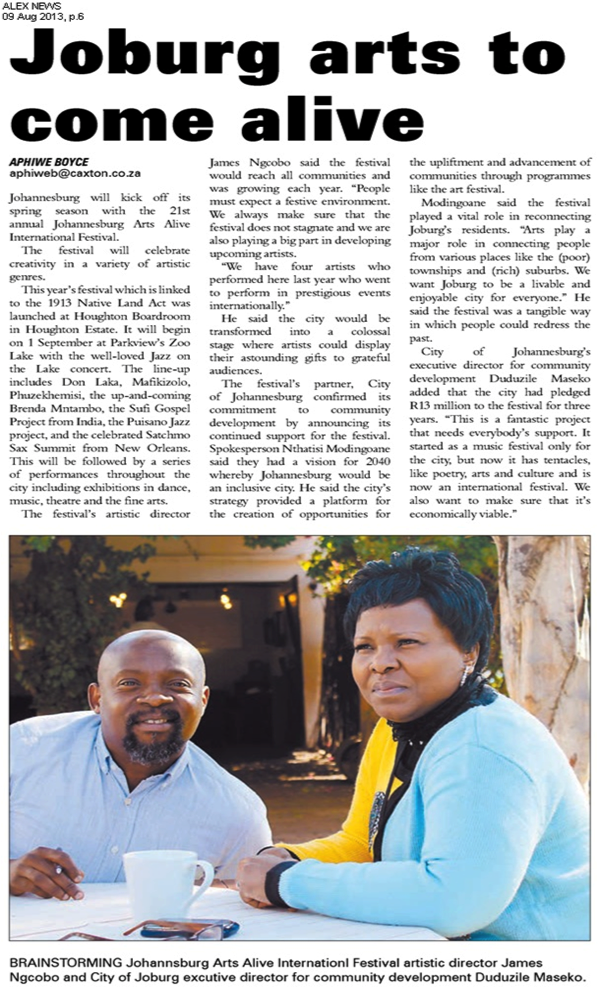 ALEX NEWS
09 Aug 2013, p.6
Joburg arts to
come alive
APHIWE BOYCE
aphiweb@caxton.co.za
Johannesburg will kick off its
spring season with the 21st
annual Johannesburg Arts Alive
International Festival.
The festival will celebrate
creativity in a variety of artistic
genres.
This year's festival which is linked
to the 1913 Native Land Act was
launched at Houghton Boardroom
in Houghton Estate. It will begin
on 1 September at Parkview's Zoo
Lake with the well-loved Jazz on
the Lake concert. The line-up
includes Don Laka, Mafikizolo,
Phuzekhemisi, the up-and-coming
Brenda Mntambo, the Sufi Gospel
Project from India, the Puisano Jazz
project, and the celebrated Satchmo
Sax Summit from New Orleans.
This will be followed by a series
of performances throughout the
city including exhibitions in dance,
music, theatre and the fine arts.
The festival's artistic director
James Ngcobo said the festival
would reach all communities and
was growing each year. "People
must expect a festive environment.
We always make sure that the
festival does not stagnate and we are
also playing a big part in developing
upcoming artists.
"We have four artists who
performed here last year who went
to perform in prestigious events
internationally."
He said the city would be
transformed into a colossal
stage where artists could display
their astounding gifts to grateful
audiences.
The festival's partner, City
of Johannesburg confirmed its
commitment to community
development by announcing its
continued support for the festival.
Spokesperson Nthatisi Modingoane
said they had a vision for 2040
whereby Johannesburg would be
an inclusive city. He said the city's
strategy provided a platform for
the creation of opportunities for
the upliftment and advancement of
communities through programmes
like the art festival.
Modingoane said the festival
played a vital role in reconnecting
Joburg's residents. "Arts play a
major role in connecting people
from various places like the (poor)
townships and (rich) suburbs. We
want Joburg to be a livable and
enjoyable city for everyone." He
said the festival was a tangible way
in which people could redress the
past.
City of Johannesburg's
executive director for community
development Duduzile Maseko
added that the city had pledged
R13 million to the festival for three
years. "This is a fantastic project
that needs everybody's support. It
started as a music festival only for
the city, but now it has tentacles,
like poetry, arts and culture and is
now an international festival. We
also want to make sure that it's
economically viable."
BRAINSTORMING Johannsburg Arts Alive Internationl Festival artistic director James
Ngcobo and City of Joburg excutive director for community development Duduzile Maseko.